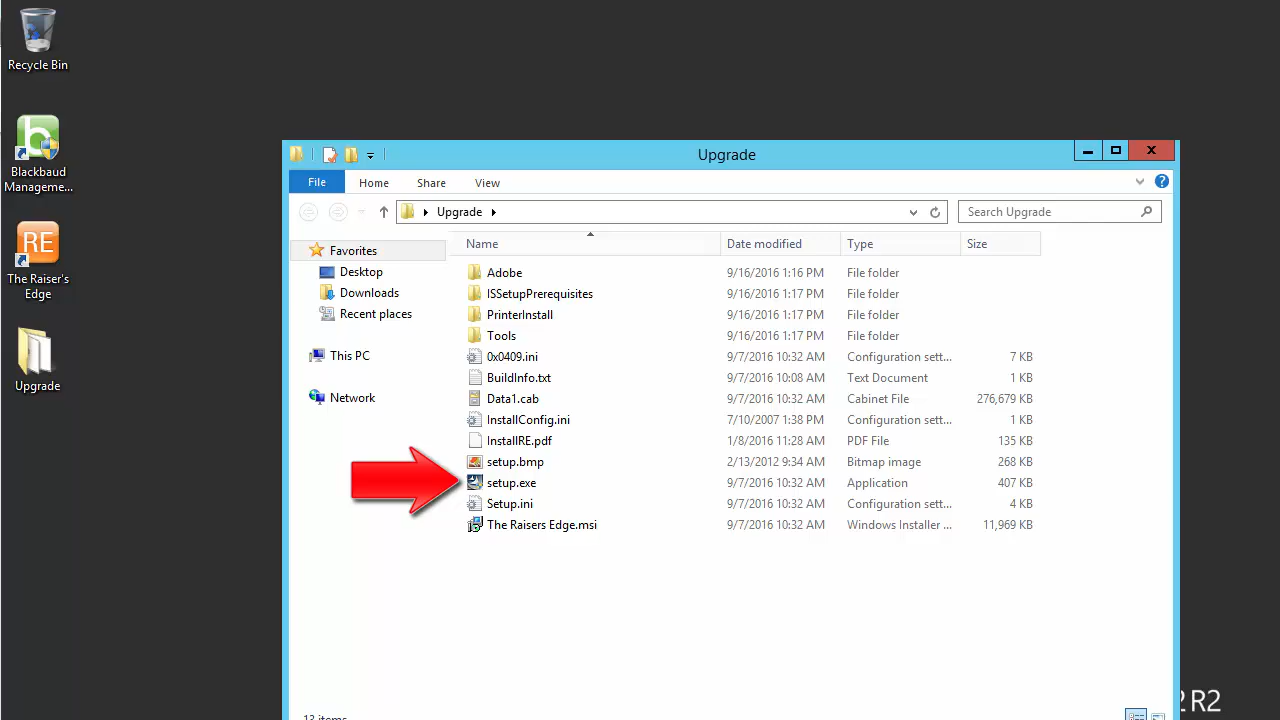 Recycle Bin
Blackbaud
Manageme...
RE
The Raiser's
Edge
Upgrade
Upgrade
File Home Share View
Upgrade
Search Upgrade
Favorites
Desktop
Downloads
Recent places
This PC
Network
Name Date modified Type Size
Adobe 9/16/2016 1:16 PM File folder
ISSetupPrerequisites 9/16/2016 1:17 PM File folder
PrinterInstall 9/16/2016 1:17 PM File folder
Tools 9/16/2016 1:17 PM File folder
0x0409.ini 9/7/2016 10:32 AM Configuration sett... 7 KB
BuildInfo.txt 9/7/2016 10:08 AM Text Document 1 KB
Data1.cab 9/7/2016 10:32 AM Cabinet File 276,679 KB
InstallConfig.ini 7/10/2007 1:38 PM Configuration sett... 1 KB
InstallRE.pdf 1/8/2016 11:28 AM PDF File 135 KB
setup.bmp 2/13/2012 9:34 AM Bitmap image 268 KB
setup.exe 9/7/2016 10:32 AM Application 407 KB
Setup.ini 9/7/2016 10:32 AM Configuration sett... 4 KB
The Raisers Edge.msi 9/7/2016 10:32 AM Windows Installer ... 11,969 KB
13 items
2 R2